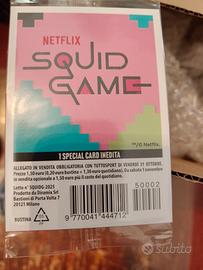 NETFLIX
SQUID
GAME
™/© Netflix.
1 SPECIAL CARD INEDITA
ALLEGATO IN VENDITA OBBLIGATORIA CON TUTTOSPORT DI VENERDÌ 31 OTTOBRE.
Prezzo 1,50 euro (0,20 euro bustina + 1,30 euro quotidiano). Da sabato 1 novembre
in vendita opzionale a 1,50 euro più il costo del quotidiano.
Lotto n° SQUIDG-2025
Prodotto da Diramix Srl
Bastioni di Porta Volta 7
20121 Milano
BUSTINA
50002
9 770041 444712
subito